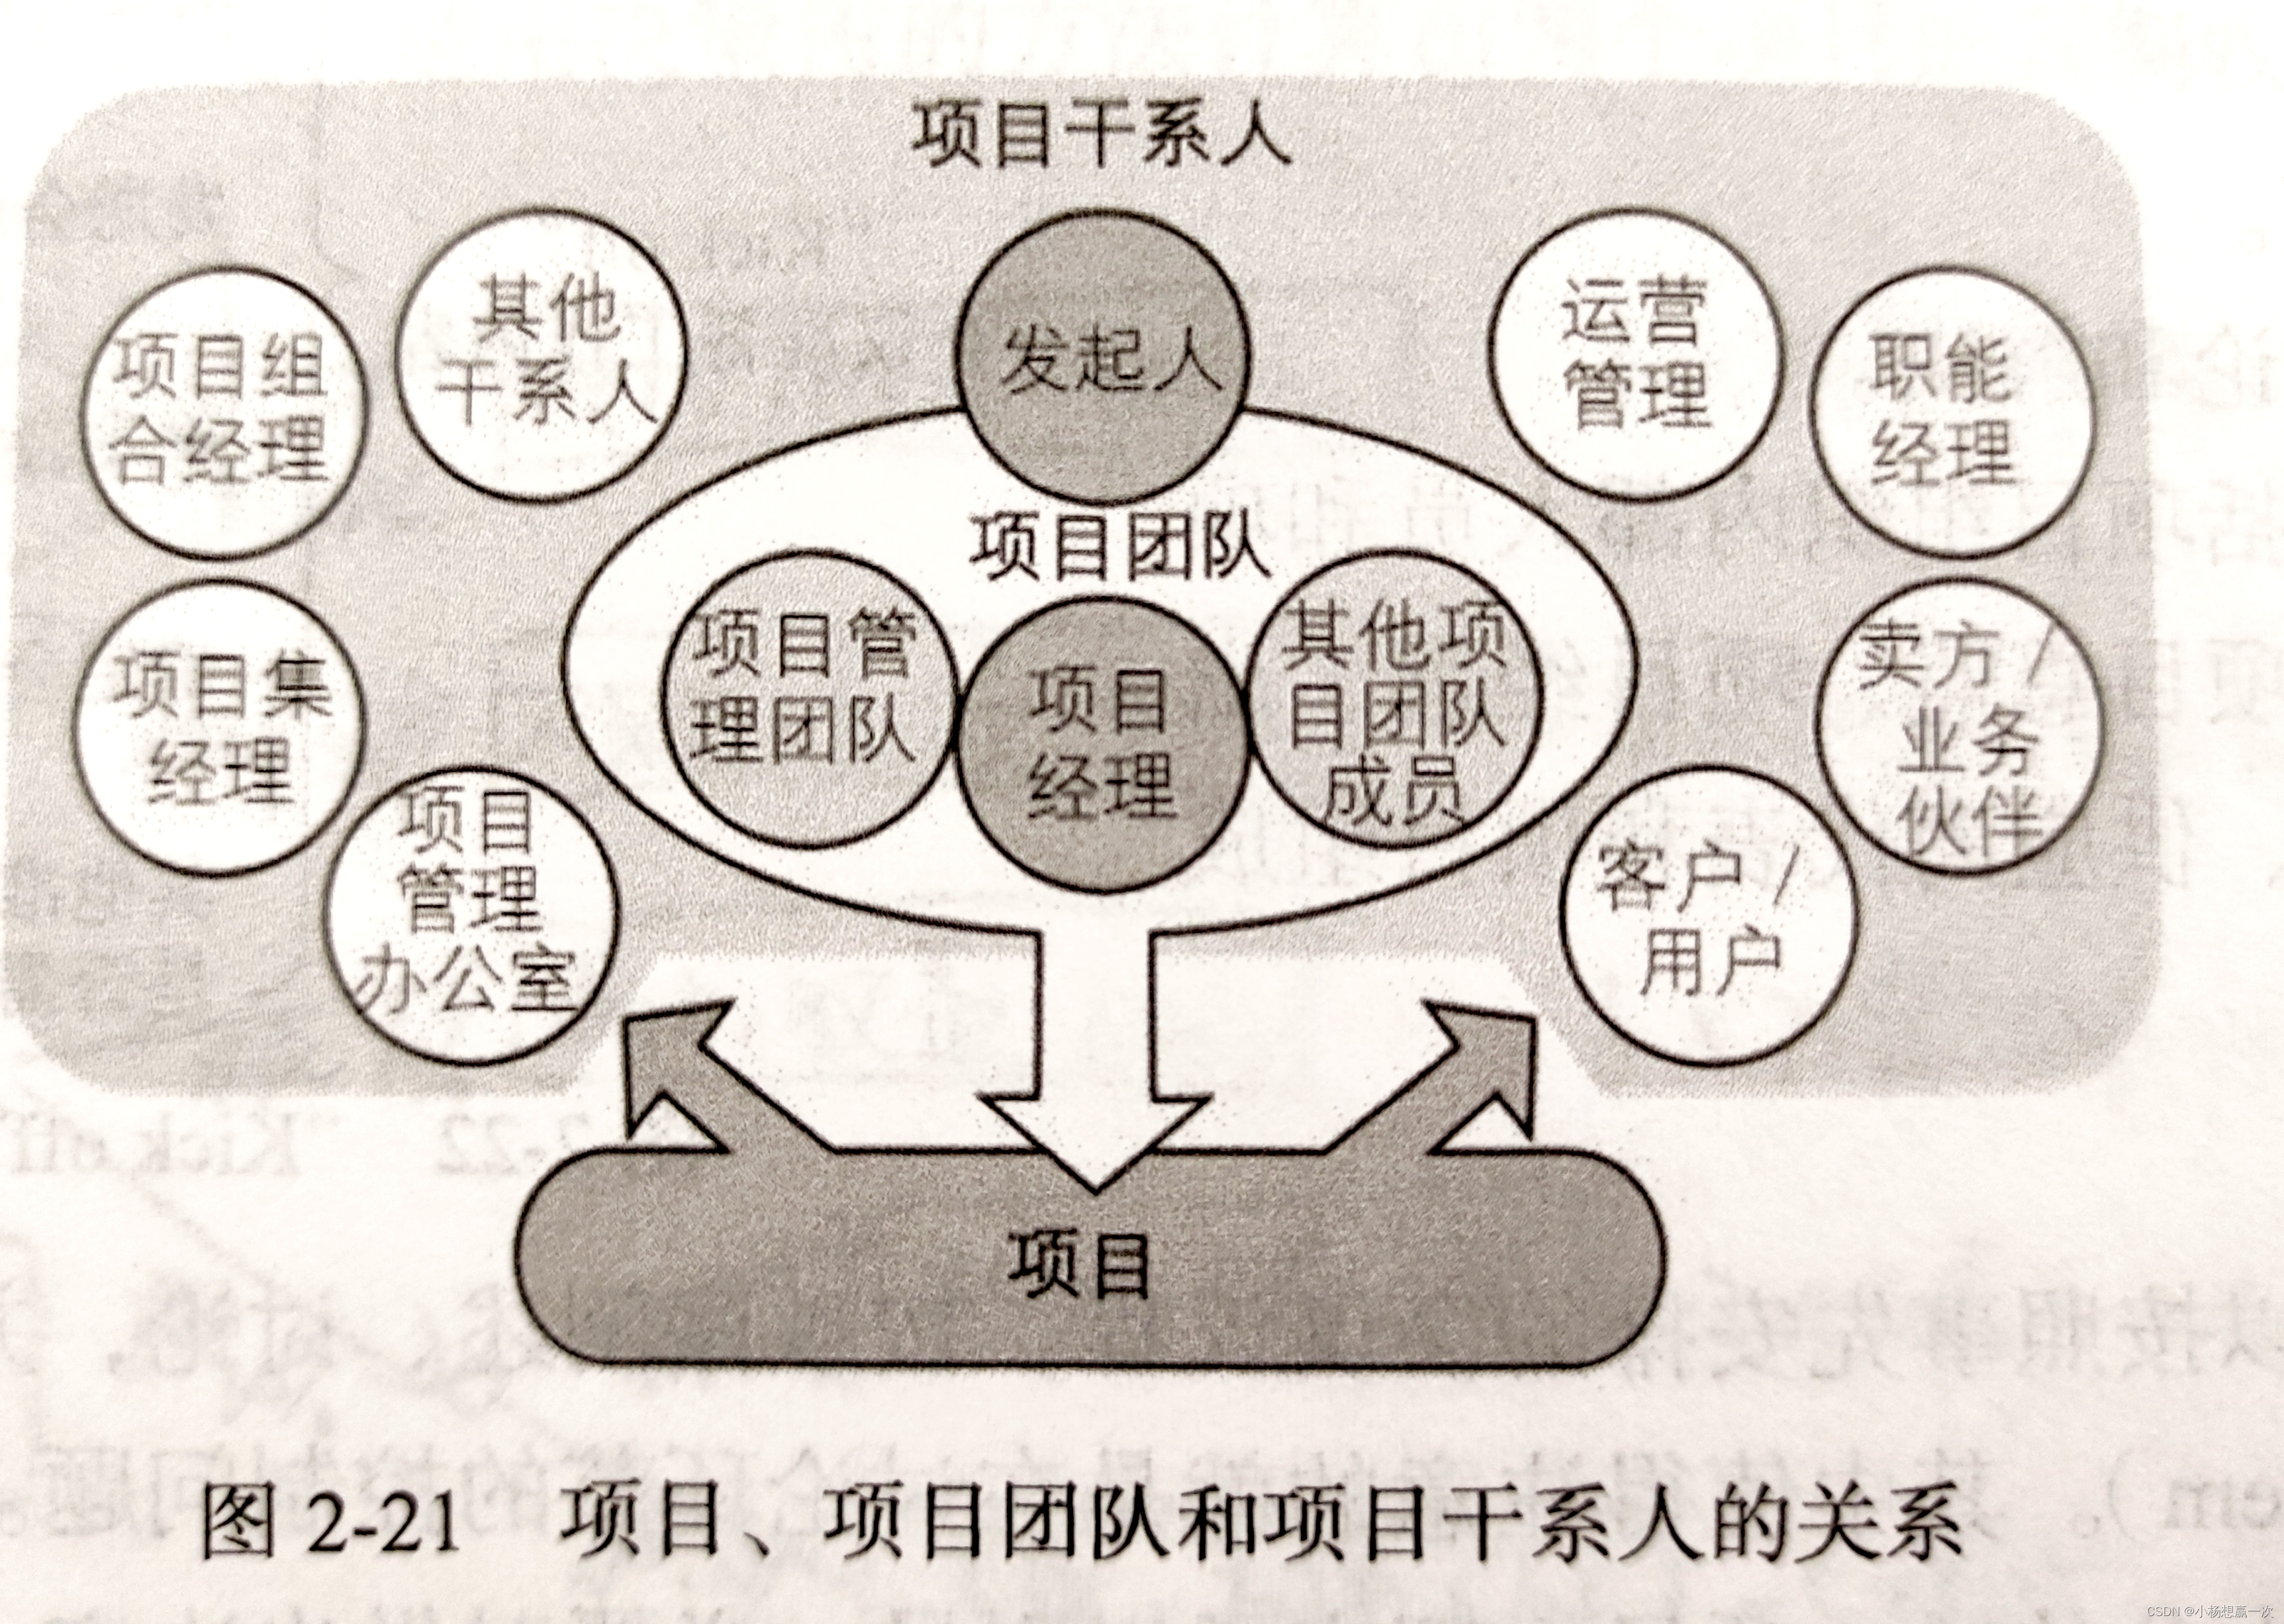 项目干系人
项目组
合经理
其他
干系人
发起人
运营
管理
职能
经理
项目团队
项目集
经理
项目管
理团队
项目
经理
其他项
目团队
成员
卖方/
业务
伙伴
项目
管理
办公室
客户/
用户
项目
图 2-21 项目、项目团队和项目干系人的关系
CSDN @小杨想赢一次